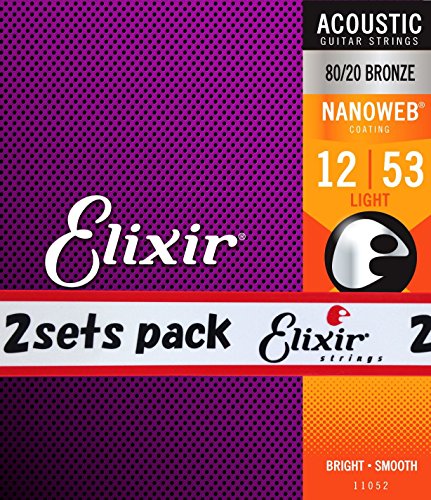 ACOUSTIC
GUITAR STRINGS
80/20 BRONZE
NANOWEB®
COATING
12 | 53
LIGHT
Elixir®
2sets pack Elixir® strings 2
BRIGHT • SMOOTH
11052